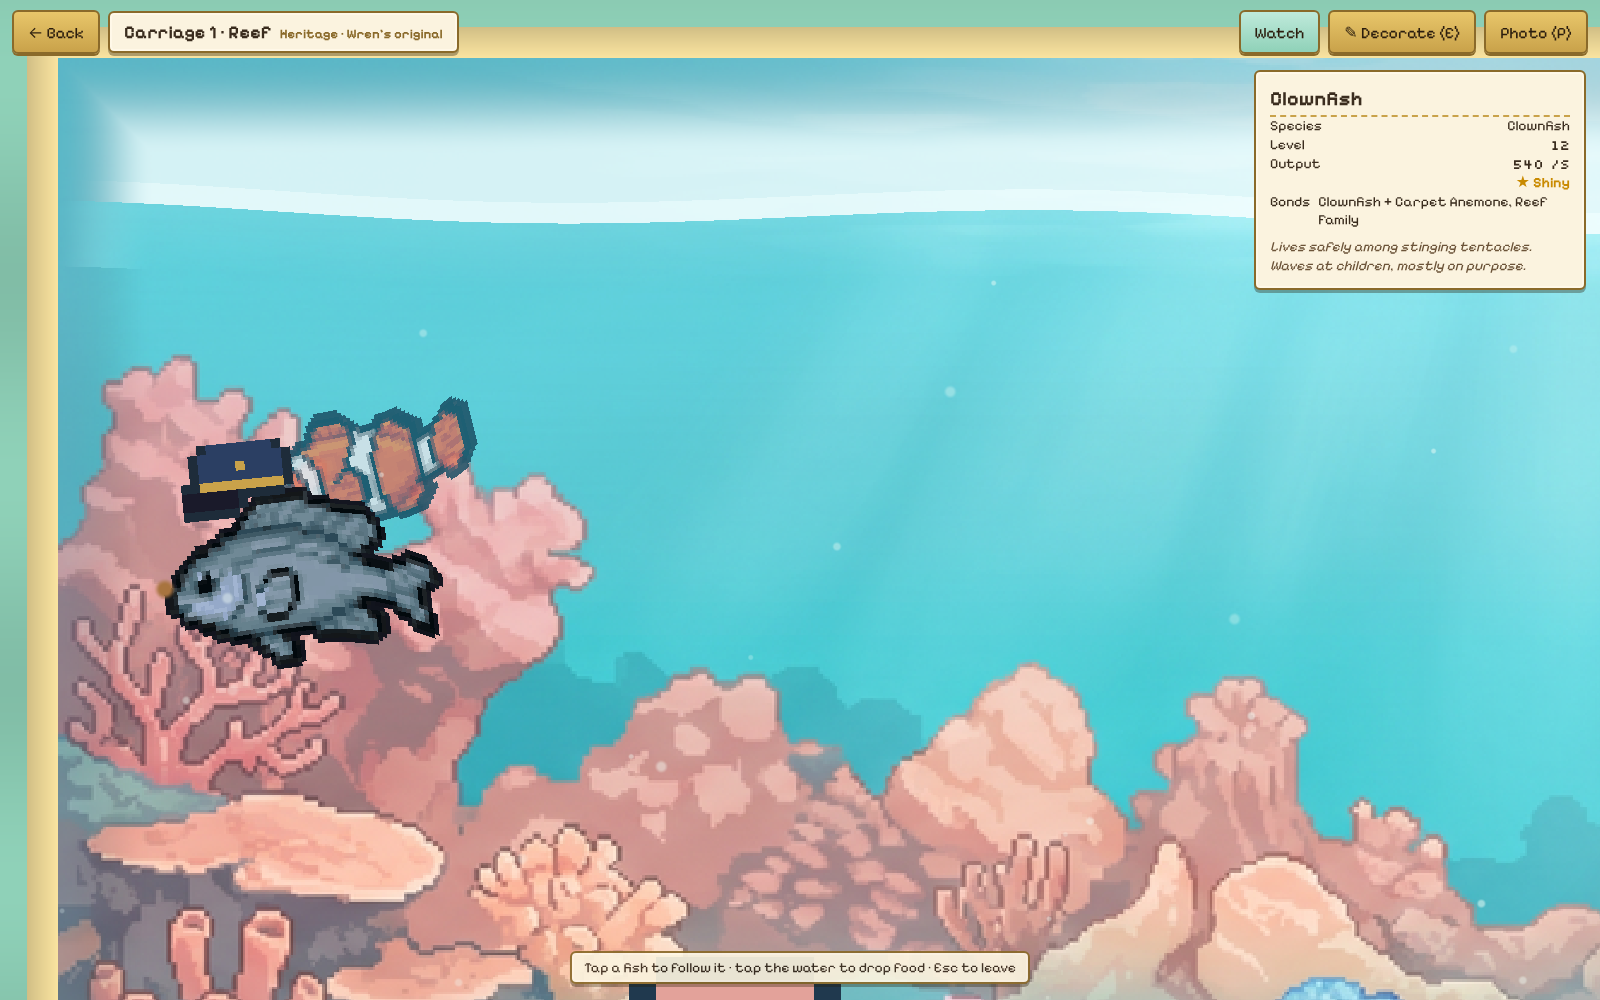 ← Back
Carriage 1 · Reef Heritage · Wren's original
Watch
✎ Decorate (E)
Photo (P)
Clownfish
Species Clownfish
Level 12
Output 540 /s
★ Shiny
Bonds Clownfish + Carpet Anemone, Reef
Family
Lives safely among stinging tentacles.
Waves at children, mostly on purpose.
Tap a fish to follow it · tap the water to drop food · Esc to leave